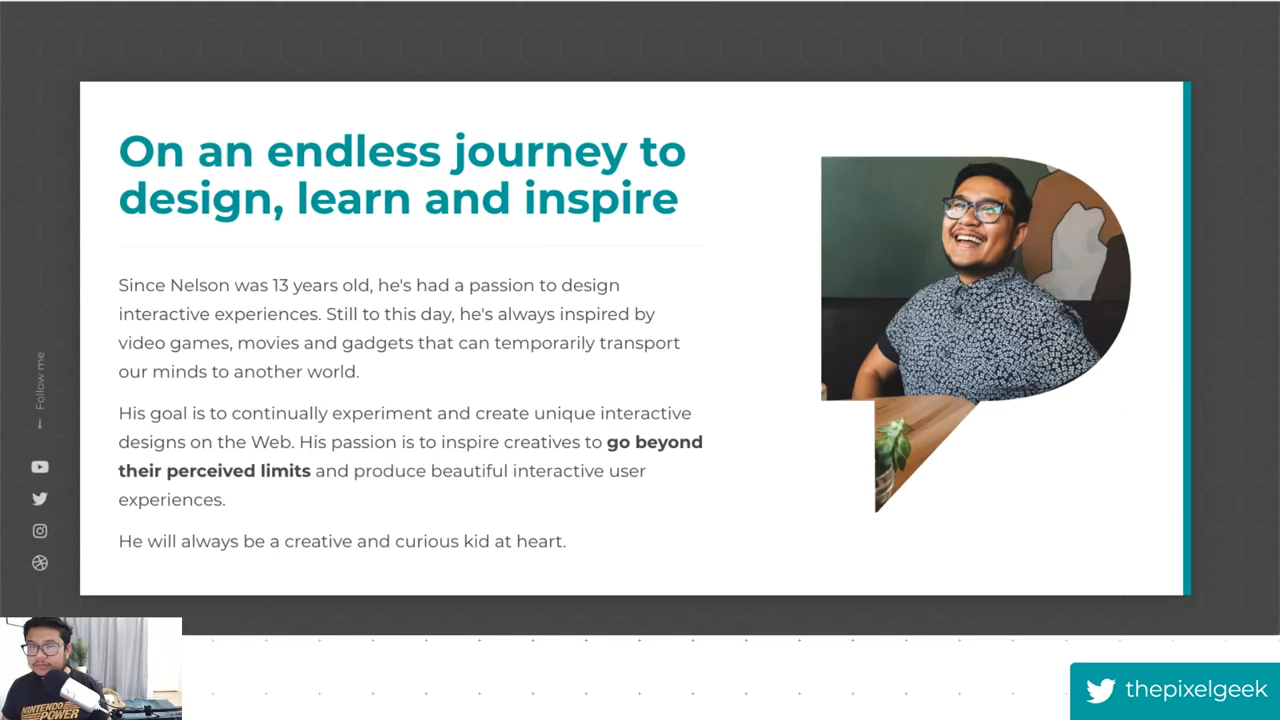 On an endless journey to
design, learn and inspire
Since Nelson was 13 years old, he's had a passion to design
interactive experiences. Still to this day, he's always inspired by
video games, movies and gadgets that can temporarily transport
our minds to another world.
His goal is to continually experiment and create unique interactive
designs on the Web. His passion is to inspire creatives to go beyond
their perceived limits and produce beautiful interactive user
experiences.
He will always be a creative and curious kid at heart.
Follow me
NINTENDO
POWER
thepixelgeek